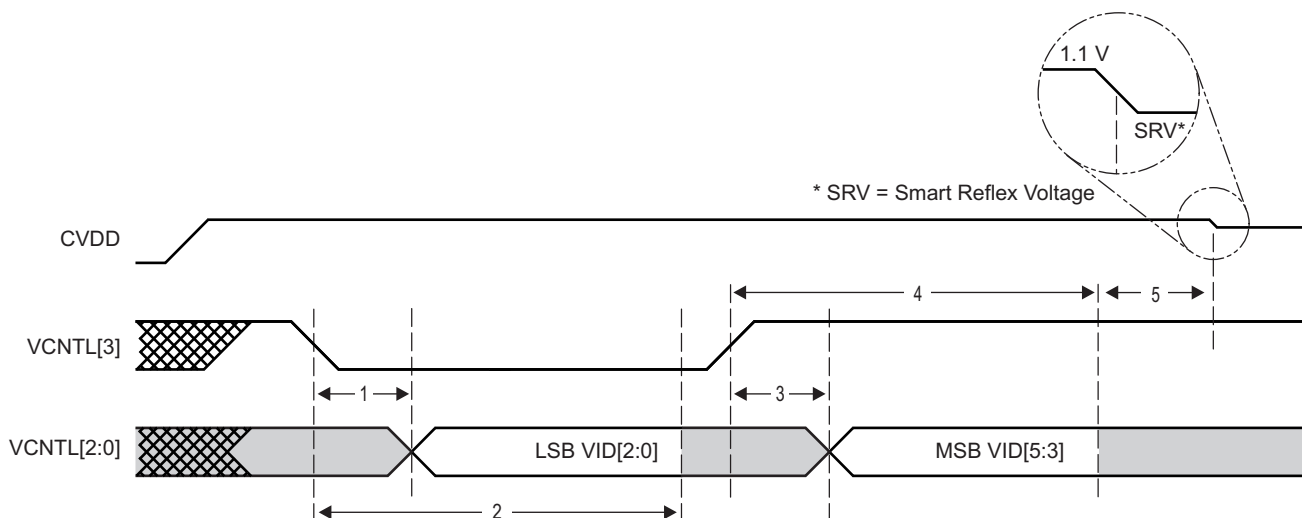 1.1 V
SRV*
* SRV = Smart Reflex Voltage
CVDD
4
5
VCNTL[3]
1
3
VCNTL[2:0]
LSB VID[2:0]
MSB VID[5:3]
2